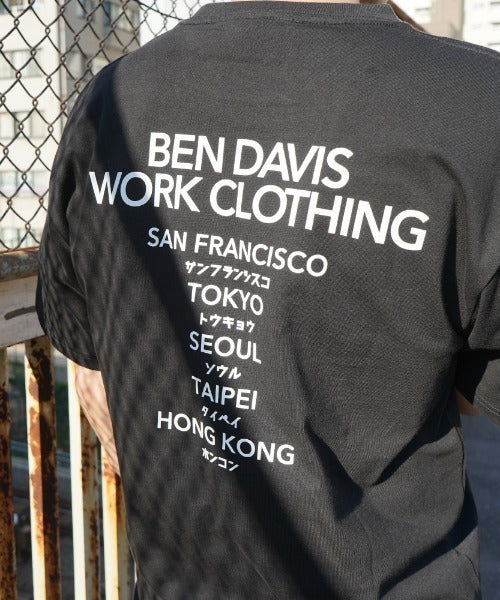 BEN DAVIS
WORK CLOTHING
SAN FRANCISCO
サンフランシスコ
TOKYO
トウキョウ
SEOUL
ソウル
TAIPEI
タイペイ
HONG KONG
ホンコン